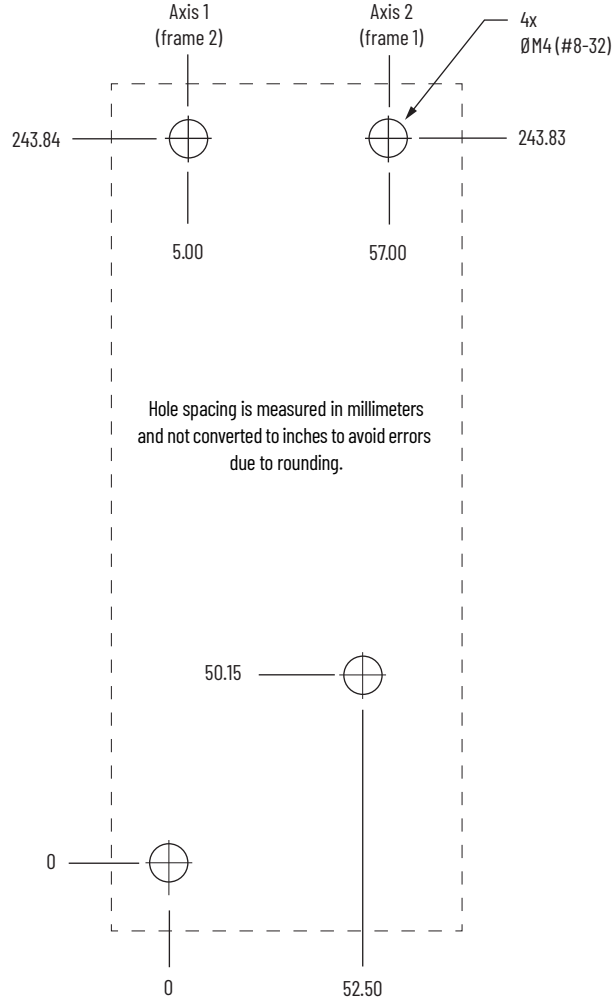 Axis 1
(frame 2)
Axis 2
(frame 1)
4x
ØM4 (#8-32)
243.84
243.83
5.00
57.00
Hole spacing is measured in millimeters
and not converted to inches to avoid errors
due to rounding.
50.15
0
0
52.50